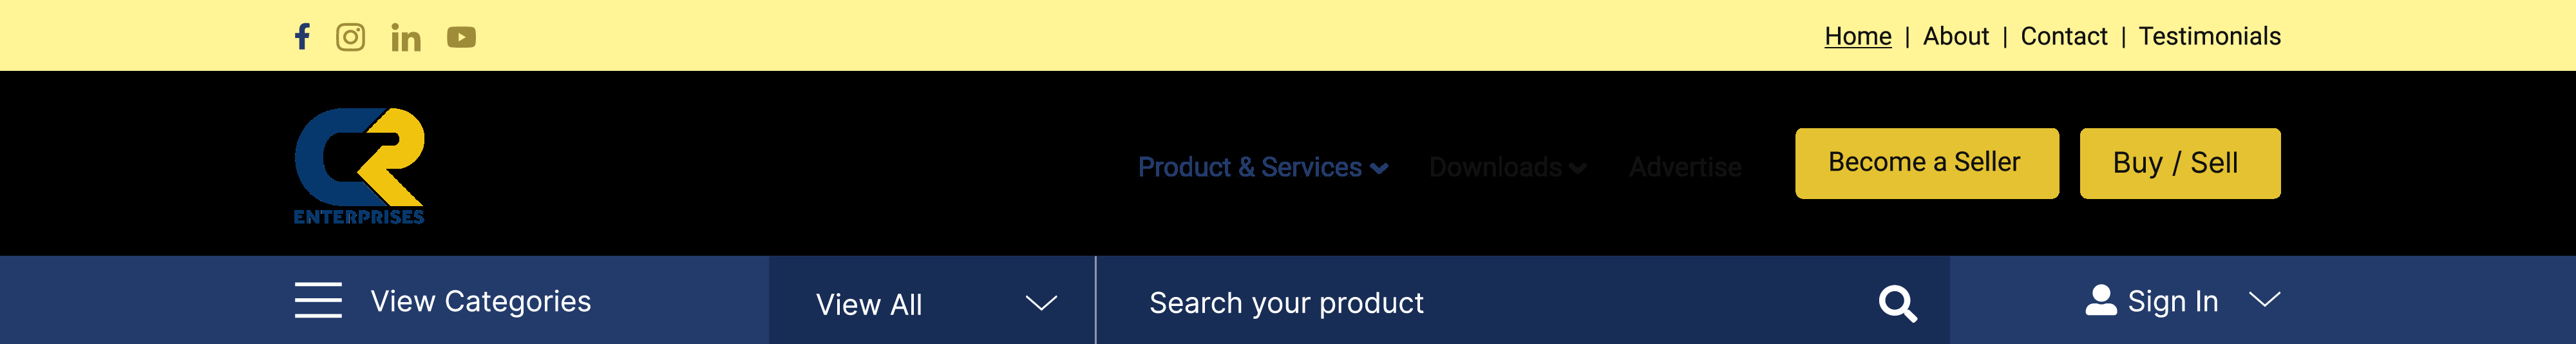 Home | About | Contact | Testimonials
CR
ENTERPRISES
Product & Services Downloads Advertise Become a Seller Buy / Sell
View Categories View All Search your product Sign In